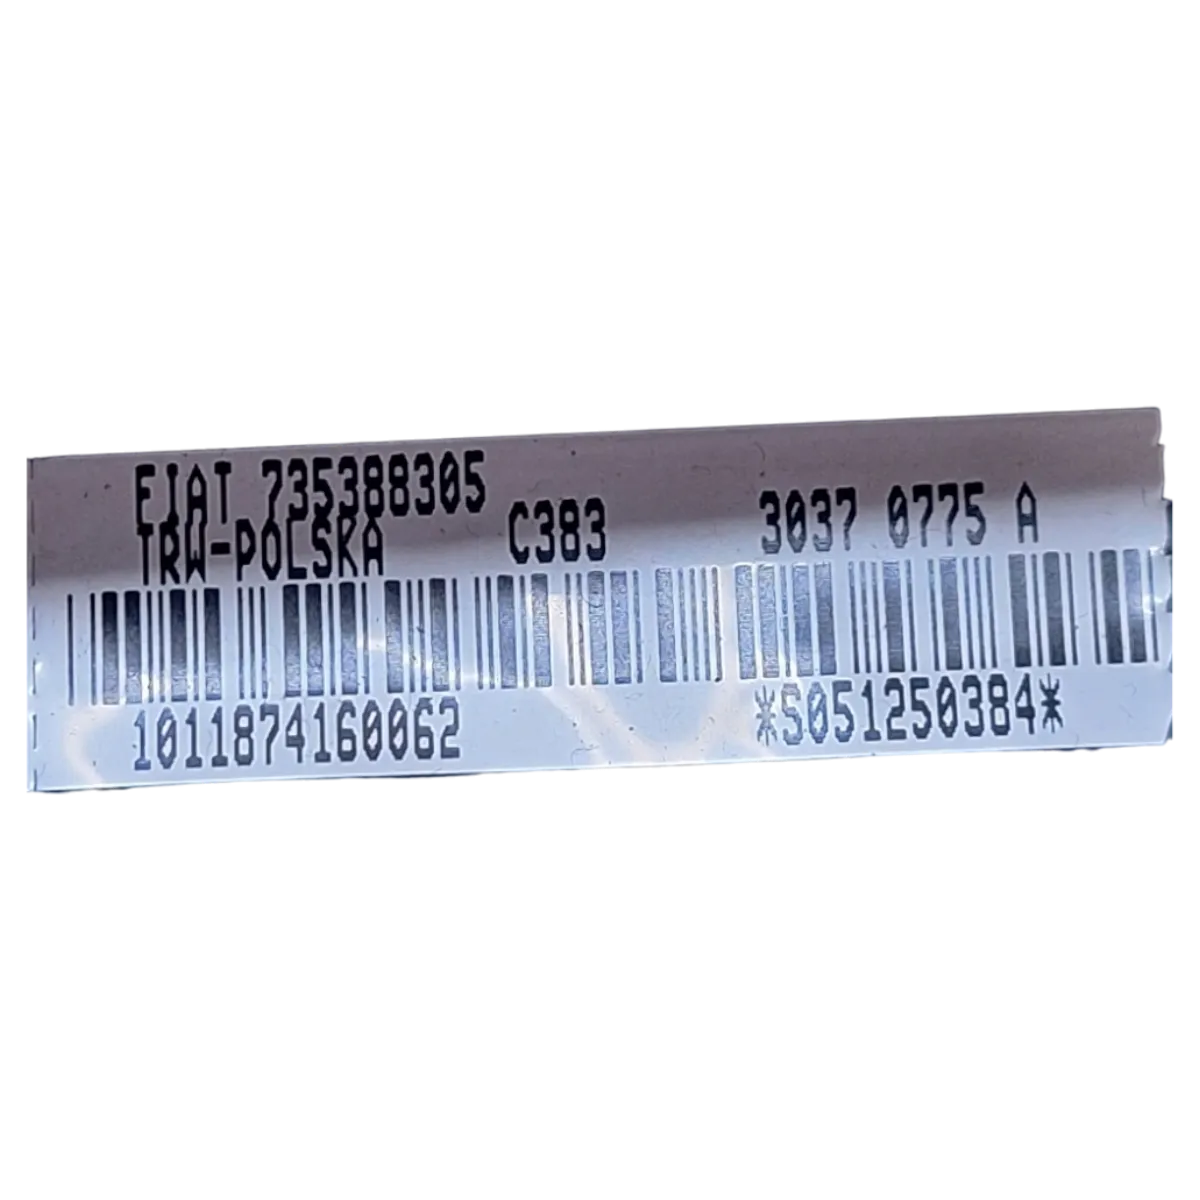 FIAT 735388305
TRW-POLSKA C383 3037 0775 A
1011874160062 *S051250384*